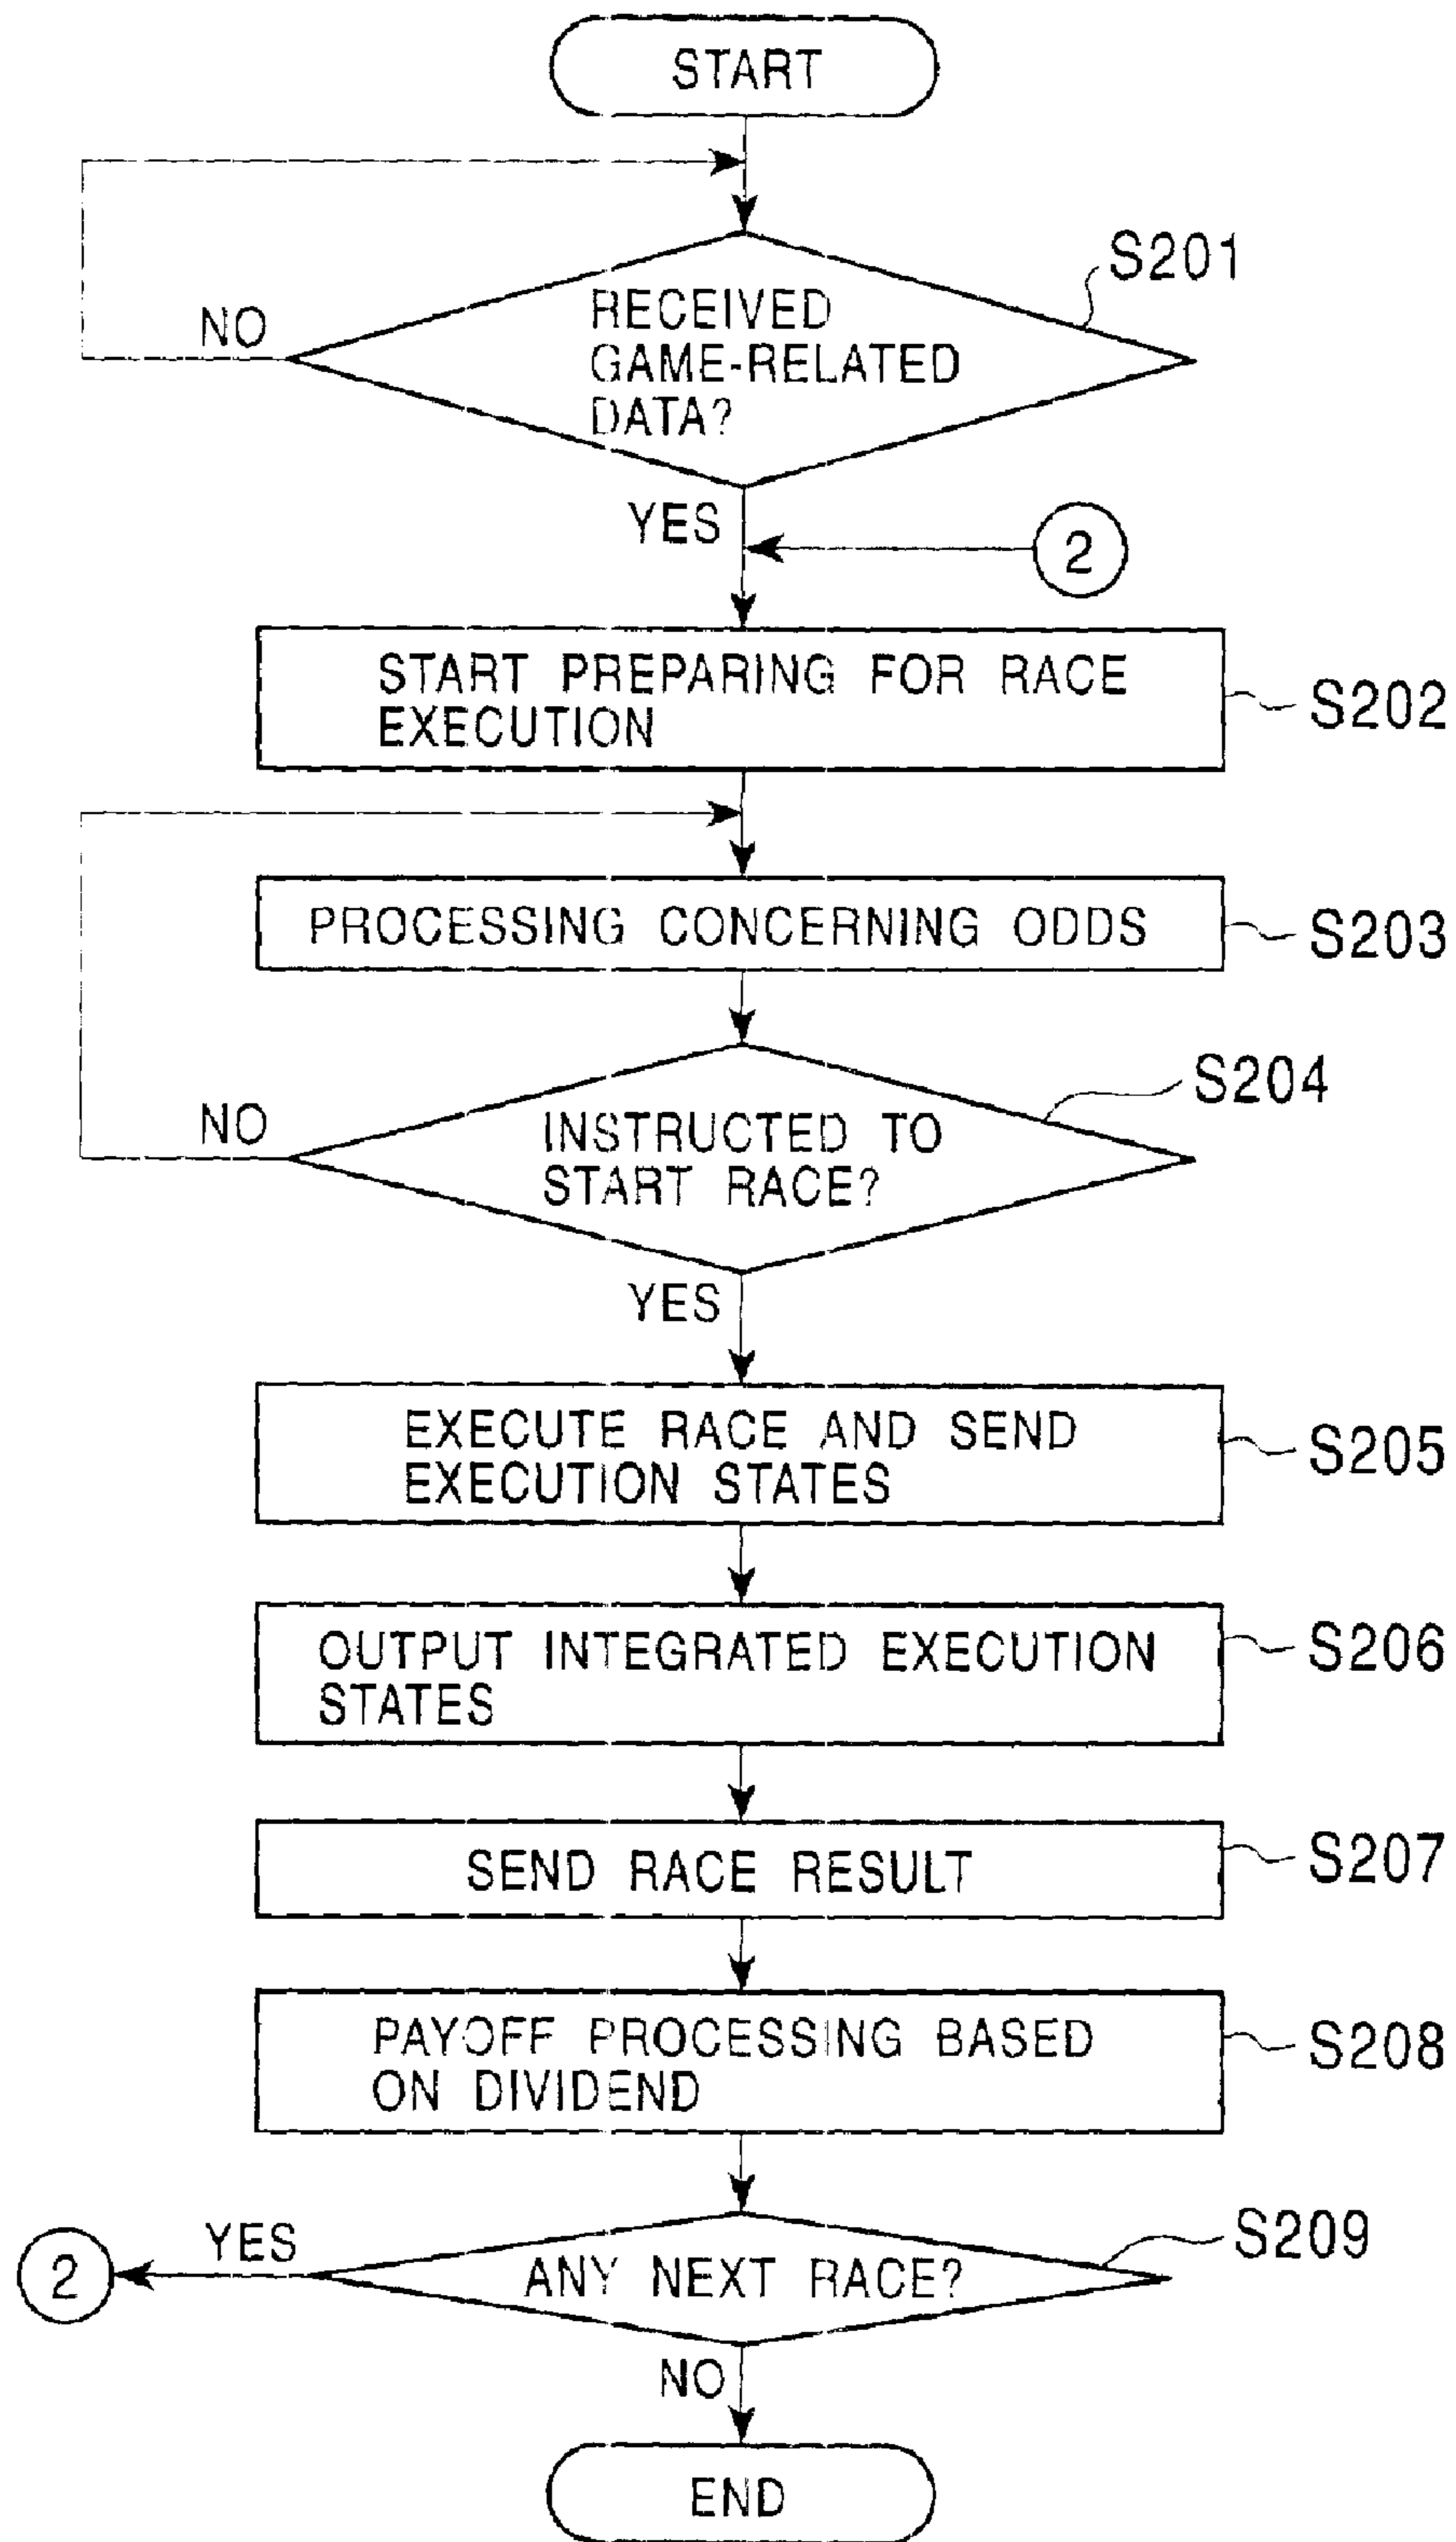 START
S201
NO
RECEIVED
GAME-RELATED
DATA?
YES
2
START PREPARING FOR RACE
EXECUTION
S202
PROCESSING CONCERNING ODDS
S203
S204
NO
INSTRUCTED TO
START RACE?
YES
EXECUTE RACE AND SEND
EXECUTION STATES
S205
OUTPUT INTEGRATED EXECUTION
STATES
S206
SEND RACE RESULT
S207
PAYOFF PROCESSING BASED
ON DIVIDEND
S208
S209
2
YES
ANY NEXT RACE?
NO
END